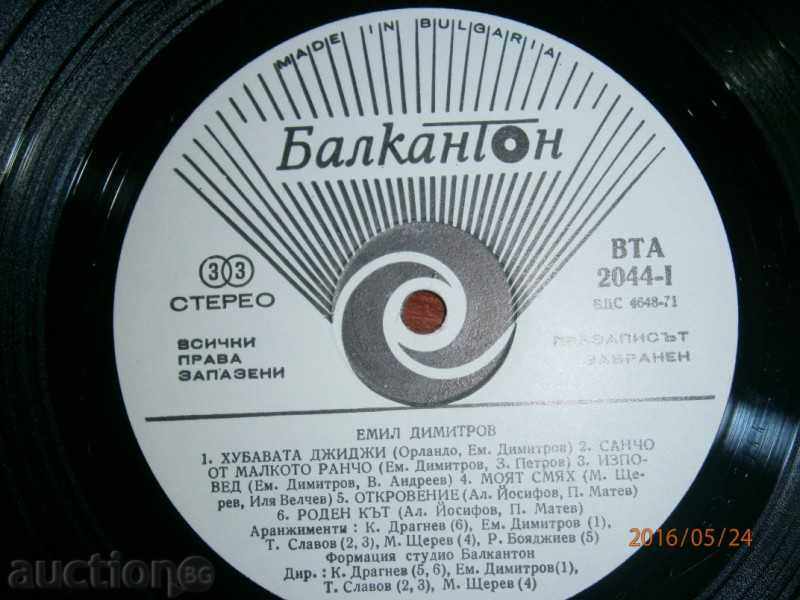 MADE IN BULGARIA
Балкантон
33
СТЕРЕО
ВТА
2044-I
БДС 6648-71
ВСИЧКИ
ПРАВА
ЗАПАЗЕНИ
ПРЕЗАПИСЪТ
ЗАБРАНЕН
ЕМИЛ ДИМИТРОВ
1. ХУБАВАТА ДЖИДЖИ (Орландо, Ем. Димитров) 2. САНЧО
ОТ МАЛКОТО РАНЧО (Ем. Димитров, З. Петров) 3. ИЗПО-
ВЕД (Ем. Димитров, В. Андреев) 4. МОЯТ СМЯХ (М. Ще-
рев, Иля Велчев) 5. ОТКРОВЕНИЕ (Ал. Йосифов, П. Матев)
6. РОДЕН КЪТ (Ал. Йосифов, П. Матев)
Аранжименти: К. Драгнев (6), Ем. Димитров (1),
Т. Славов (2, 3), М. Щерев (4), Р. Бояджиев (5)
Формация студио Балкантон
Дир.: К. Драгнев (5, 6), Ем. Димитров(1),
Т. Славов (2, 3), М. Щерев (4)
2016/05/24
auction.BG